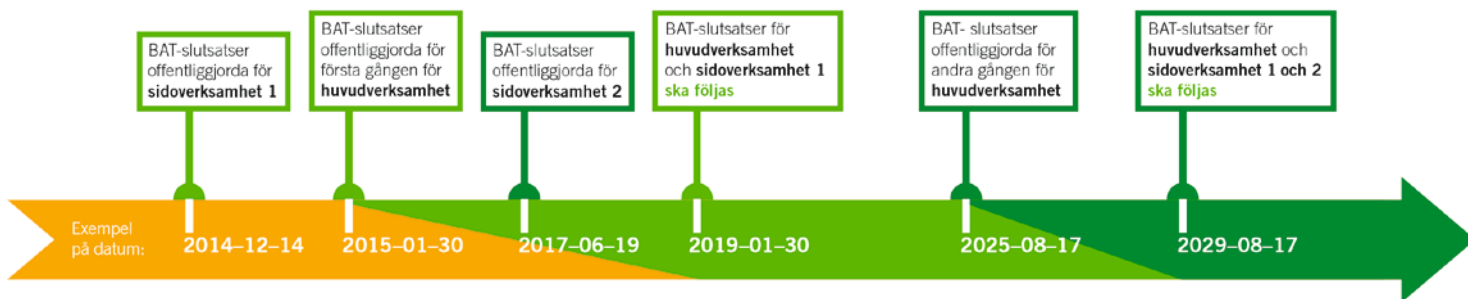 BAT-slutsatser
offentliggjorda för
sidoverksamhet 1
BAT-slutsatser
offentliggjorda för
första gången för
huvudverksamhet
BAT-slutsatser
offentliggjorda för
sidoverksamhet 2
BAT-slutsatser för
huvudverksamhet
och sidoverksamhet 1
ska följas
BAT- slutsatser
offentliggjorda för
andra gången för
huvudverksamhet
BAT-slutsatser för
huvudverksamhet och
sidoverksamhet 1 och 2
ska följas
Exempel
på datum:
2014–12–14
2015–01–30
2017–06–19
2019–01–30
2025–08–17
2029–08–17